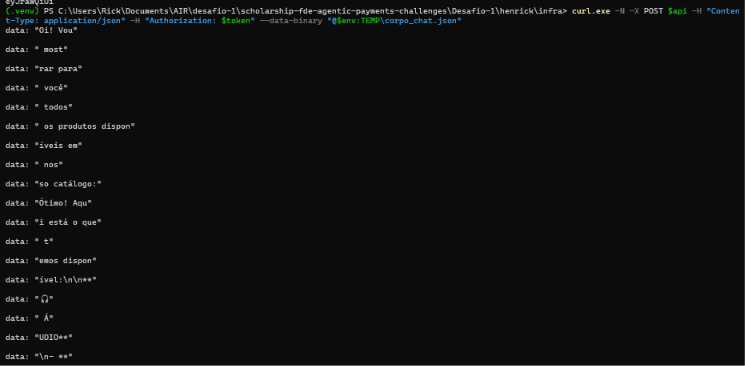 (.venv) PS C:\Users\Rick\Documents\AIR\desafio-1\scholarship-fde-agentic-payments-challenges\Desafio-1\henrick\infra> curl.exe -N -X POST $api -H "Conten
t-Type: application/json" -H "Authorization: $token" --data-binary "@$env:TEMP\corpo_chat.json"
data: "Oi! Vou"
data: " most"
data: "rar para"
data: " você"
data: " todos"
data: " os produtos dispon"
data: "íveis em"
data: " nos"
data: "so catálogo:"
data: "Ótimo! Aqu"
data: "i está o que"
data: " t"
data: "emos dispon"
data: "ível:\n\n**"
data: "🎧"
data: " Á"
data: "UDIO**"
data: "\n- **"